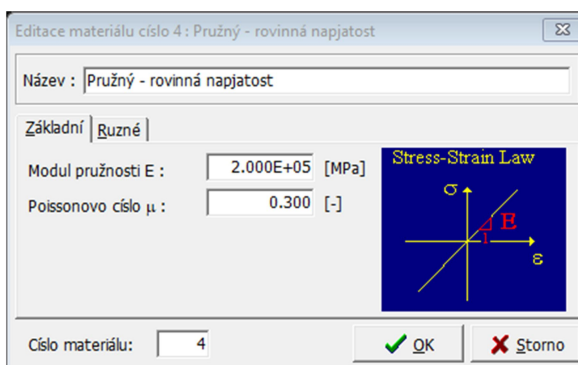 Editace materiálu císlo 4 : Pružný - rovinná napjatost
Název : Pružný - rovinná napjatost
Základní Ruzné
Modul pružnosti E : 2.000E+05 [MPa]
Poissonovo císlo µ : 0.300 [-]
Stress-Strain Law
σ
E
1
ε
Císlo materiálu: 4 OK Storno